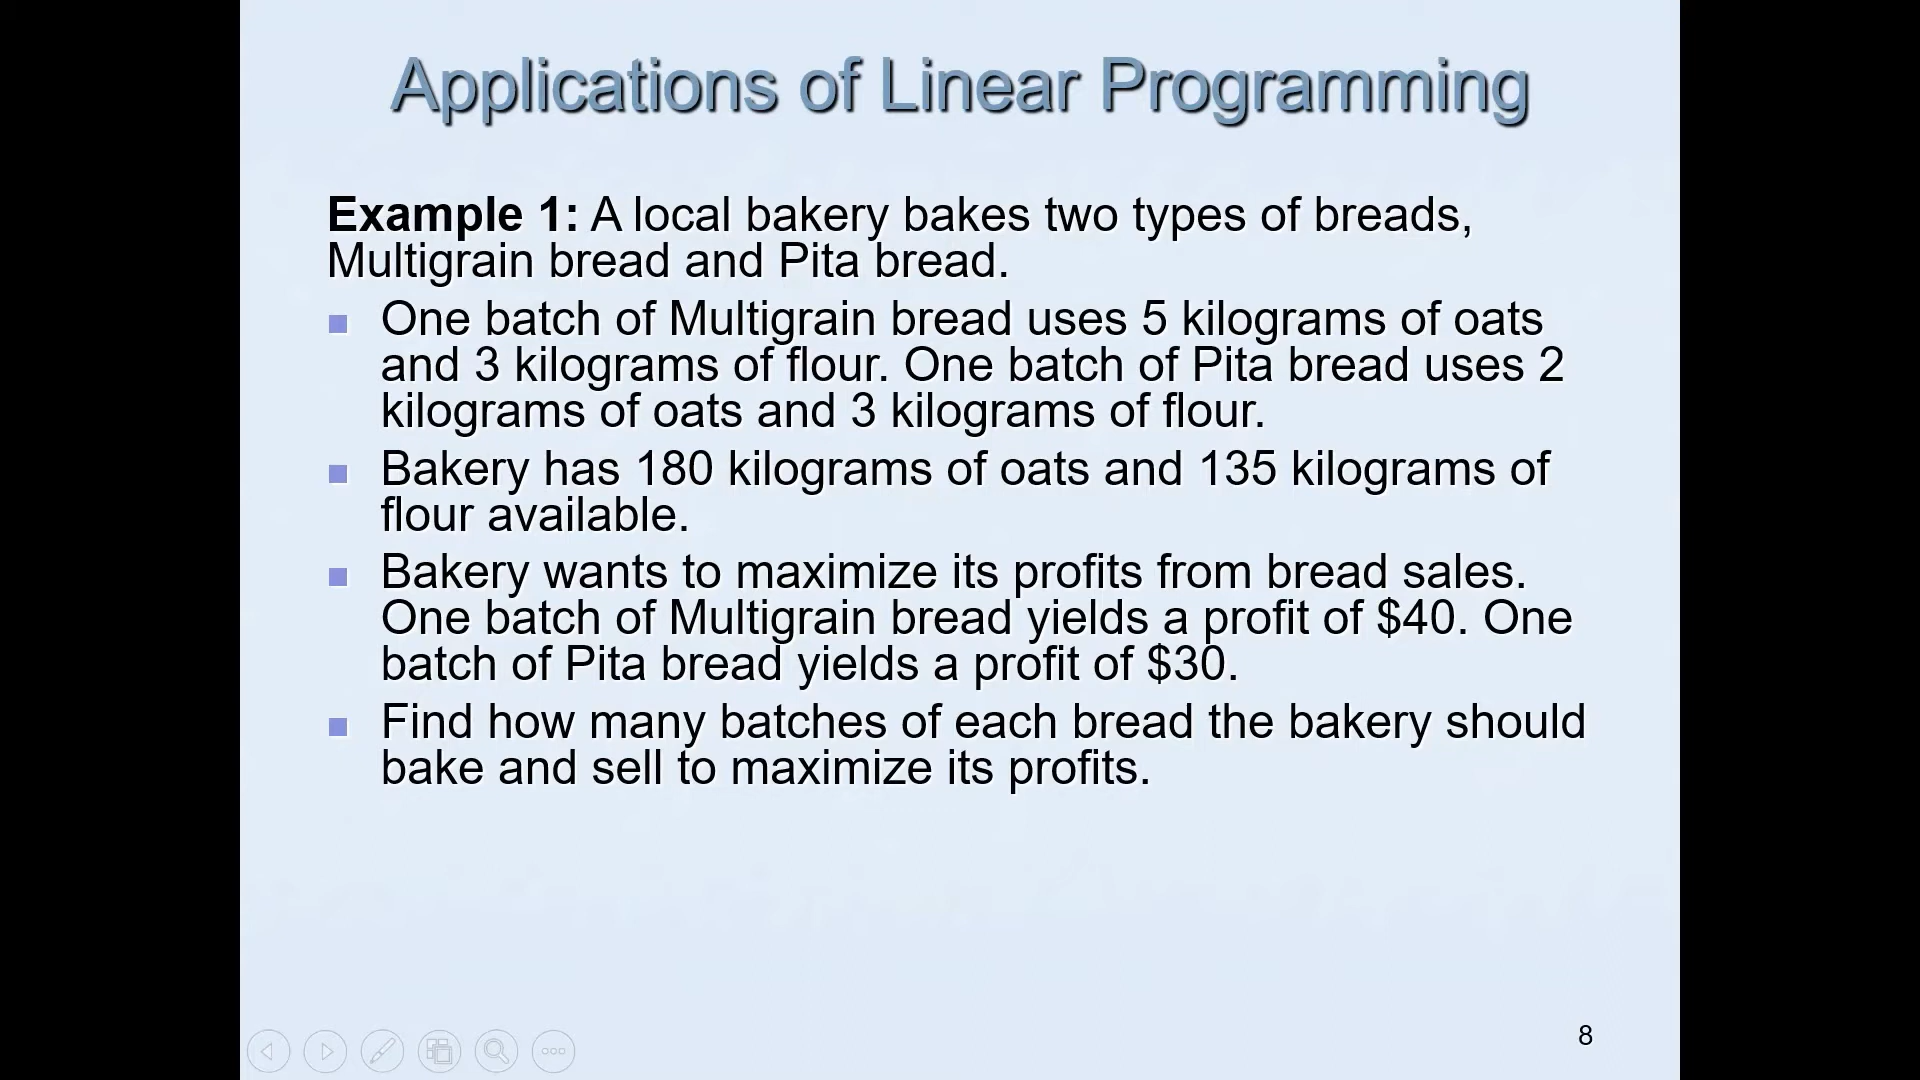 Applications of Linear Programming
Example 1: A local bakery bakes two types of breads,
Multigrain bread and Pita bread.
One batch of Multigrain bread uses 5 kilograms of oats
and 3 kilograms of flour. One batch of Pita bread uses 2
kilograms of oats and 3 kilograms of flour.
Bakery has 180 kilograms of oats and 135 kilograms of
flour available.
Bakery wants to maximize its profits from bread sales.
One batch of Multigrain bread yields a profit of $40. One
batch of Pita bread yields a profit of $30.
Find how many batches of each bread the bakery should
bake and sell to maximize its profits.
8